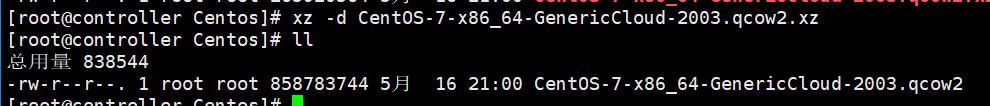 [root@controller Centos]# xz -d CentOS-7-x86_64-GenericCloud-2003.qcow2.xz
[root@controller Centos]# ll
总用量 838544
-rw-r--r--. 1 root root 858783744 5月  16 21:00 CentOS-7-x86_64-GenericCloud-2003.qcow2
[root@controller Centos]#